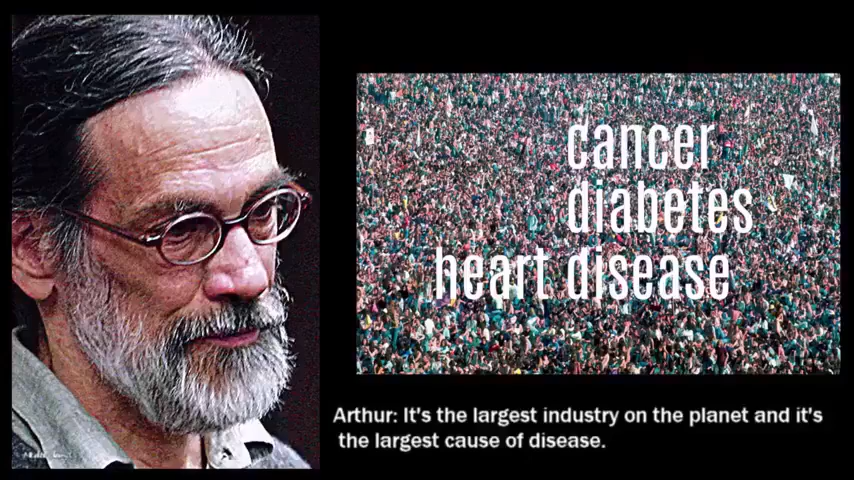 cancer
diabetes
heart disease
Arthur: It's the largest industry on the planet and it's
the largest cause of disease.